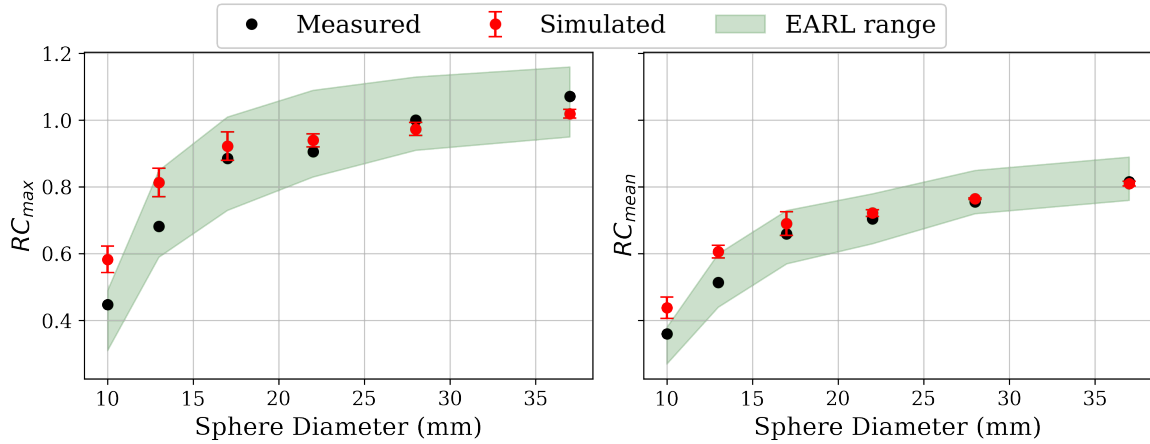 Measured Simulated EARL range
1.2
1.0
0.8
0.6
0.4
RCmax
10 15 20 25 30 35
Sphere Diameter (mm)
RCmean
10 15 20 25 30 35
Sphere Diameter (mm)